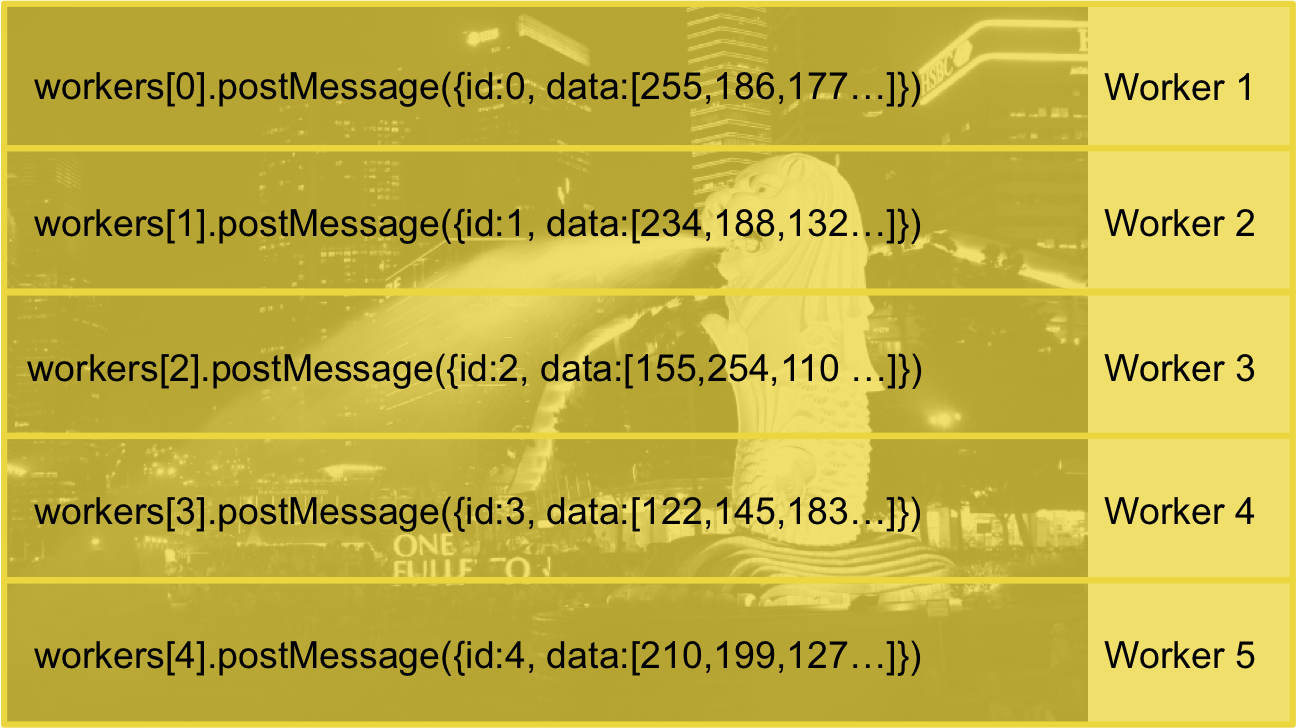 workers[0].postMessage({id:0, data:[255,186,177…]})
Worker 1
HSBC
workers[1].postMessage({id:1, data:[234,188,132…]})
Worker 2
workers[2].postMessage({id:2, data:[155,254,110 …]})
Worker 3
workers[3].postMessage({id:3, data:[122,145,183…]})
Worker 4
ONE
workers[4].postMessage({id:4, data:[210,199,127…]})
Worker 5